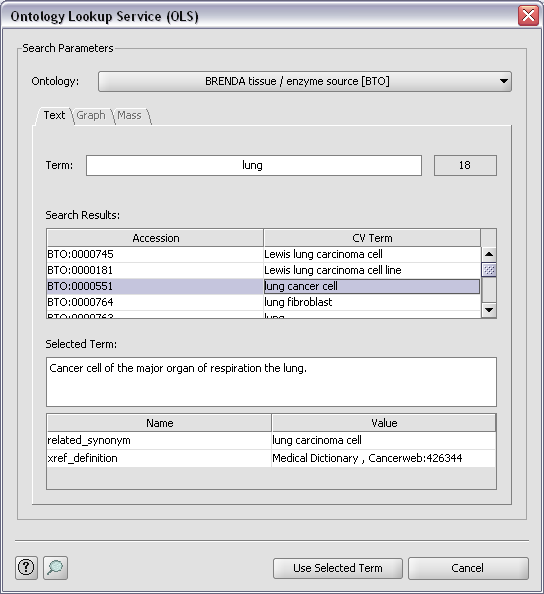 Ontology Lookup Service (OLS)
Search Parameters
Ontology: BRENDA tissue / enzyme source [BTO]
Text Graph Mass
Term: lung 18
Search Results:
Accession CV Term
BTO:0000745 Lewis lung carcinoma cell
BTO:0000181 Lewis lung carcinoma cell line
BTO:0000551 lung cancer cell
BTO:0000764 lung fibroblast
BTO:0000763 lung
Selected Term:
Cancer cell of the major organ of respiration the lung.
Name Value
related_synonym lung carcinoma cell
xref_definition Medical Dictionary , Cancerweb:426344
? Use Selected Term Cancel